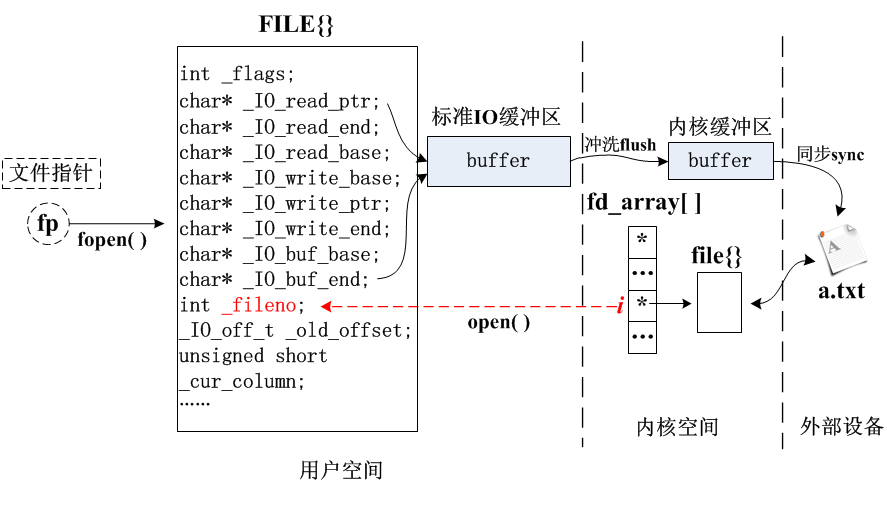 FILE{}
int _flags;
char* _IO_read_ptr;
char* _IO_read_end;
char* _IO_read_base;
char* _IO_write_base;
char* _IO_write_ptr;
char* _IO_write_end;
char* _IO_buf_base;
char* _IO_buf_end;
int _fileno;
_IO_off_t _old_offset;
unsigned short
_cur_column;
……
文件指针
fp
fopen( )
用户空间
标准IO缓冲区
buffer
冲洗flush
内核缓冲区
buffer
同步sync
fd_array[ ]
*
...
*
...
i
open( )
file{}
A
a.txt
内核空间
外部设备